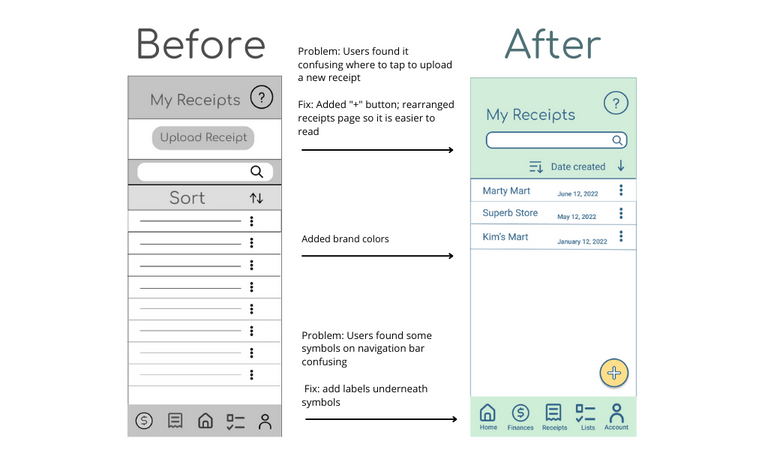 Before
My Receipts ?
Upload Receipt
Sort
Problem: Users found it
confusing where to tap to upload
a new receipt
Fix: Added "+" button; rearranged
receipts page so it is easier to
read
Added brand colors
Problem: Users found some
symbols on navigation bar
confusing
Fix: add labels underneath
symbols
After
?
My Receipts
Date created
Marty Mart June 12, 2022
Superb Store May 12, 2022
Kim's Mart January 12, 2022
Home Finances Receipts Lists Account